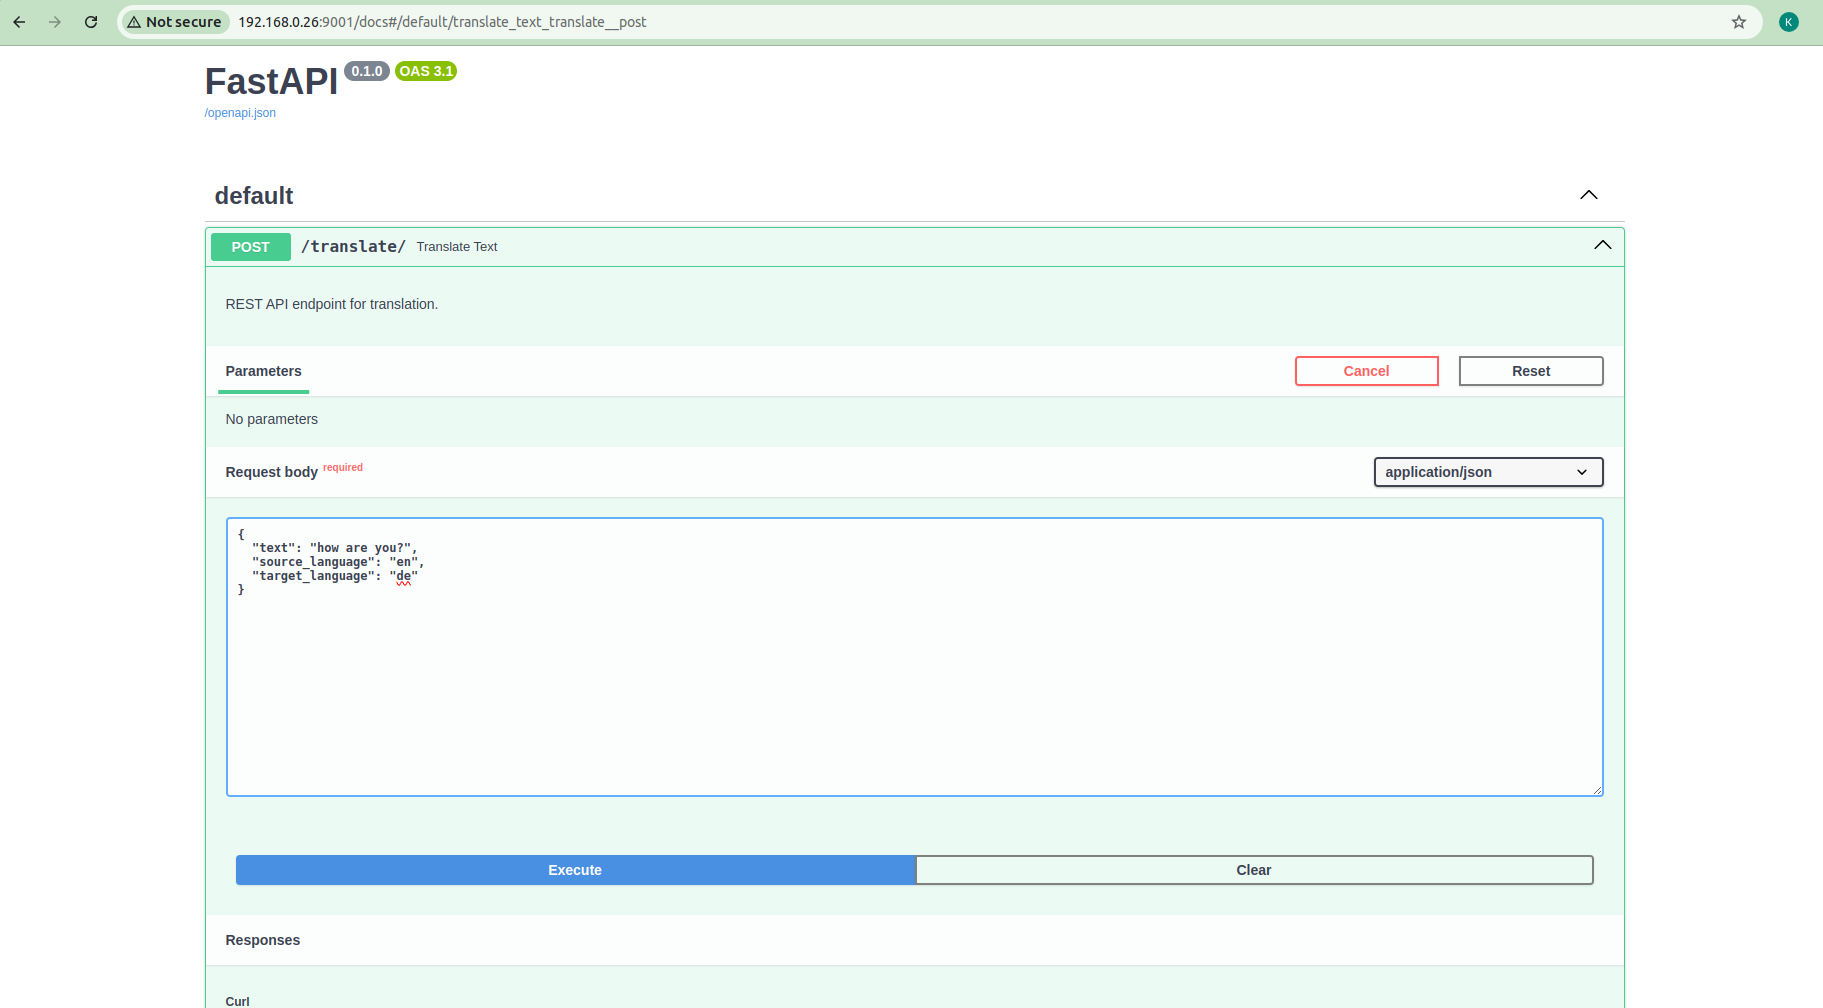 Not secure 192.168.0.26:9001/docs#/default/translate_text_translate__post K
FastAPI 0.1.0 OAS 3.1
/openapi.json
default
POST /translate/ Translate Text
REST API endpoint for translation.
Parameters Cancel Reset
No parameters
Request body required application/json
{
"text": "how are you?",
"source_language": "en",
"target_language": "de"
}
Execute Clear
Responses
Curl